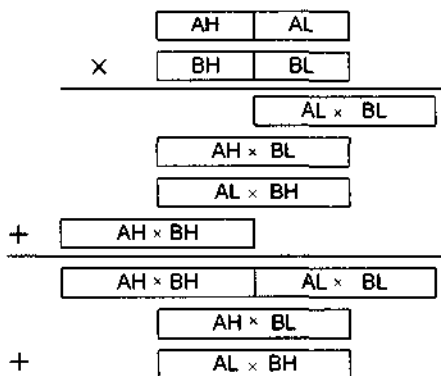 AH AL
× BH BL
AL × BL
AH × BL
AL × BH
+ AH × BH
AH × BH AL × BL
AH × BL
+ AL × BH